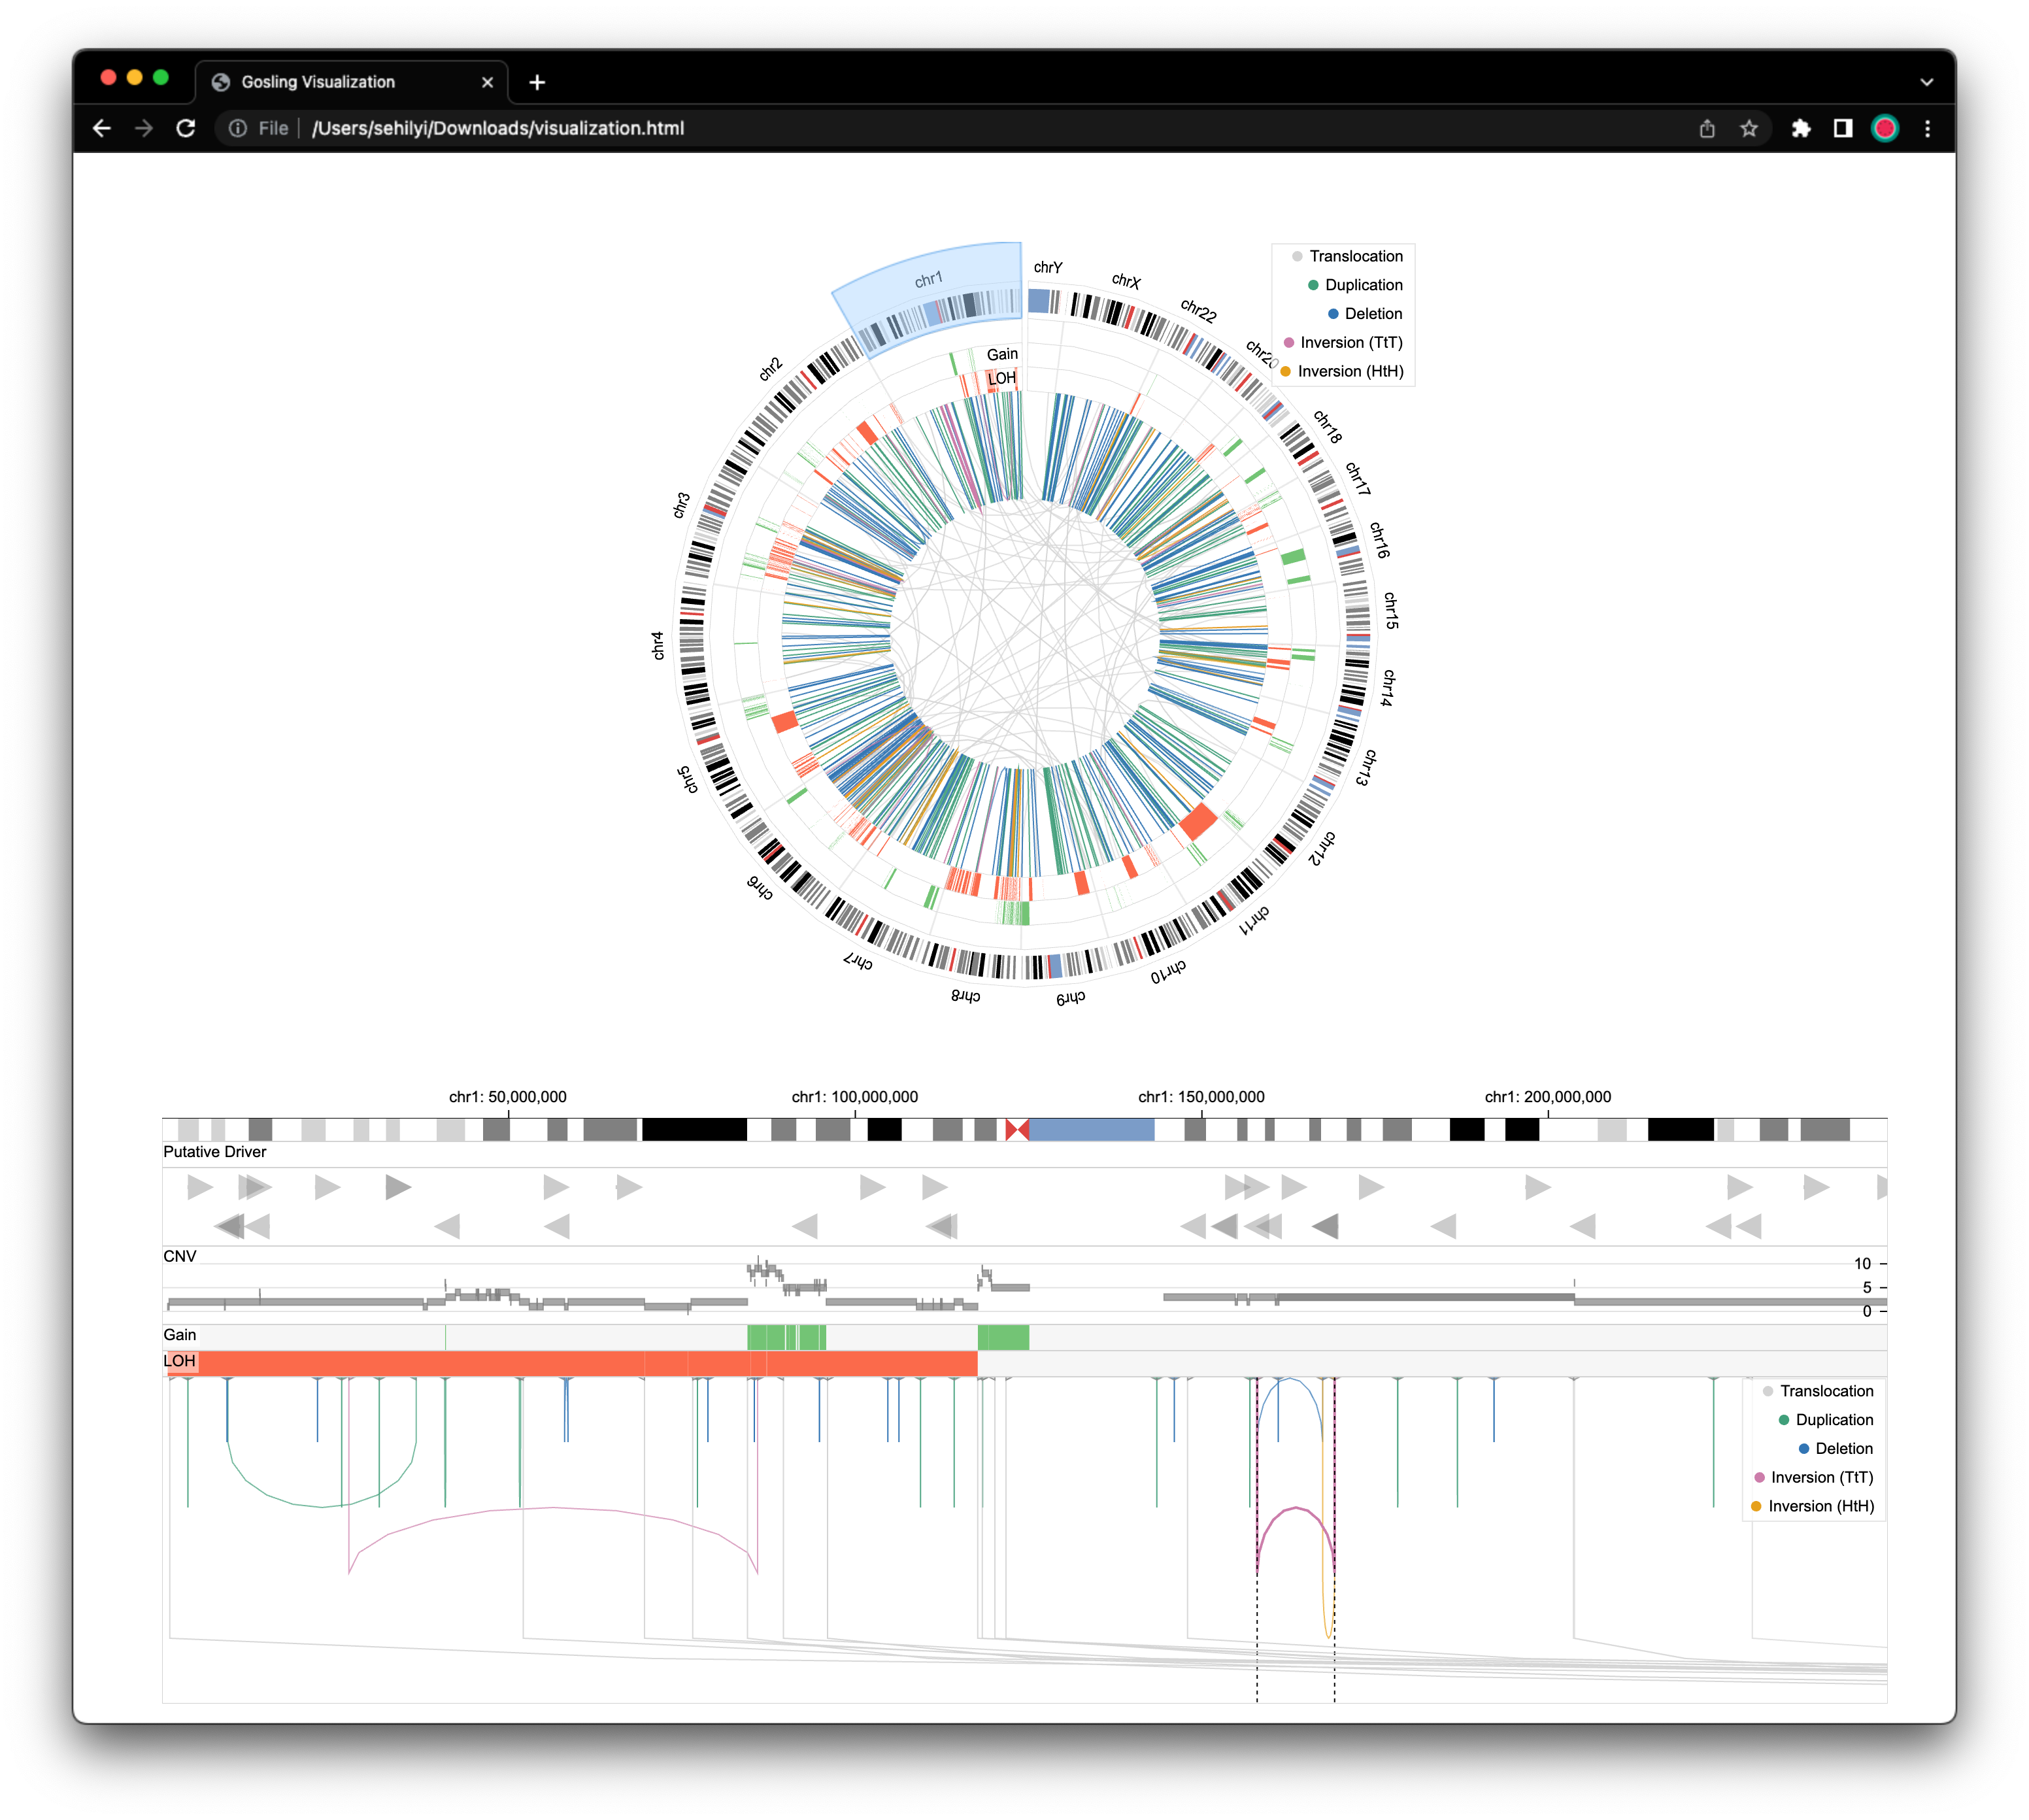 Gosling Visualization
File
/Users/sehilyi/Downloads/visualization.html
chr1
chrY
chrX
chr22
chr20
chr18
chr17
chr16
chr15
chr14
chr13
chr12
chr11
chr10
chr9
chr8
chr7
chr6
chr5
chr4
chr3
chr2
Gain
LOH
Translocation
Duplication
Deletion
Inversion (TtT)
Inversion (HtH)
chr1: 50,000,000 chr1: 100,000,000 chr1: 150,000,000 chr1: 200,000,000
Putative Driver
CNV
10
5
0
Gain
LOH
Translocation
Duplication
Deletion
Inversion (TtT)
Inversion (HtH)